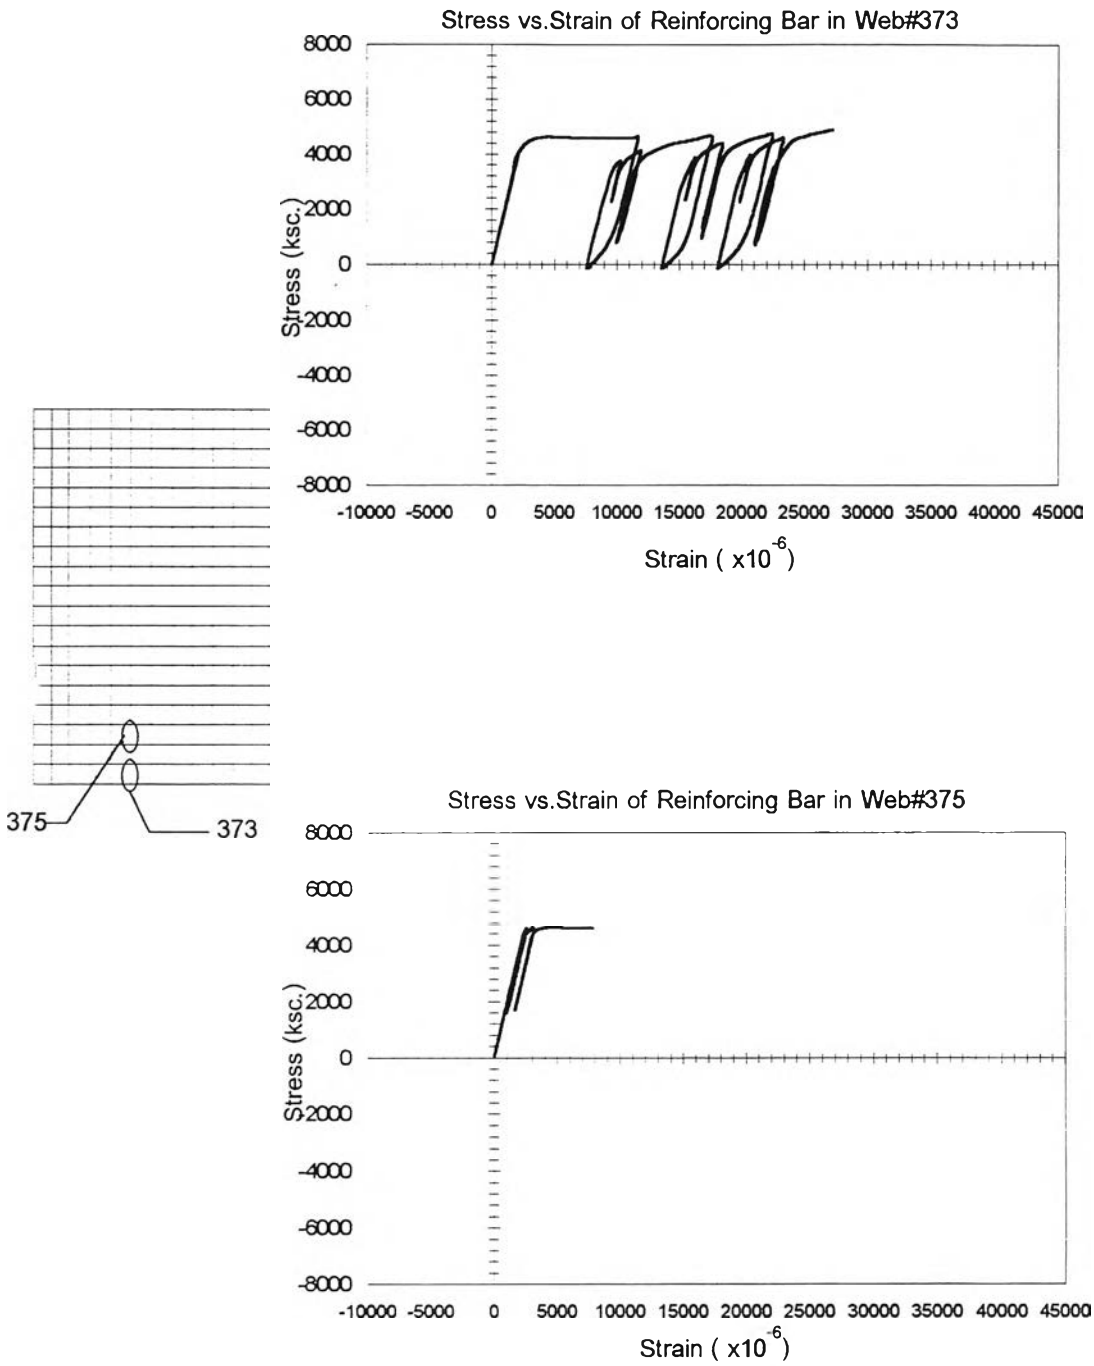 Stress vs.Strain of Reinforcing Bar in Web#373
8000
6000
4000
2000
0
-2000
-4000
-6000
-8000
Stress (ksc.)
-10000 -5000 0 5000 10000 15000 20000 25000 30000 35000 40000 45000
Strain ( x10-6)
375
373
Stress vs.Strain of Reinforcing Bar in Web#375
8000
6000
4000
2000
0
-2000
-4000
-6000
-8000
Stress (ksc.)
-10000 -5000 0 5000 10000 15000 20000 25000 30000 35000 40000 45000
Strain ( x10-6)